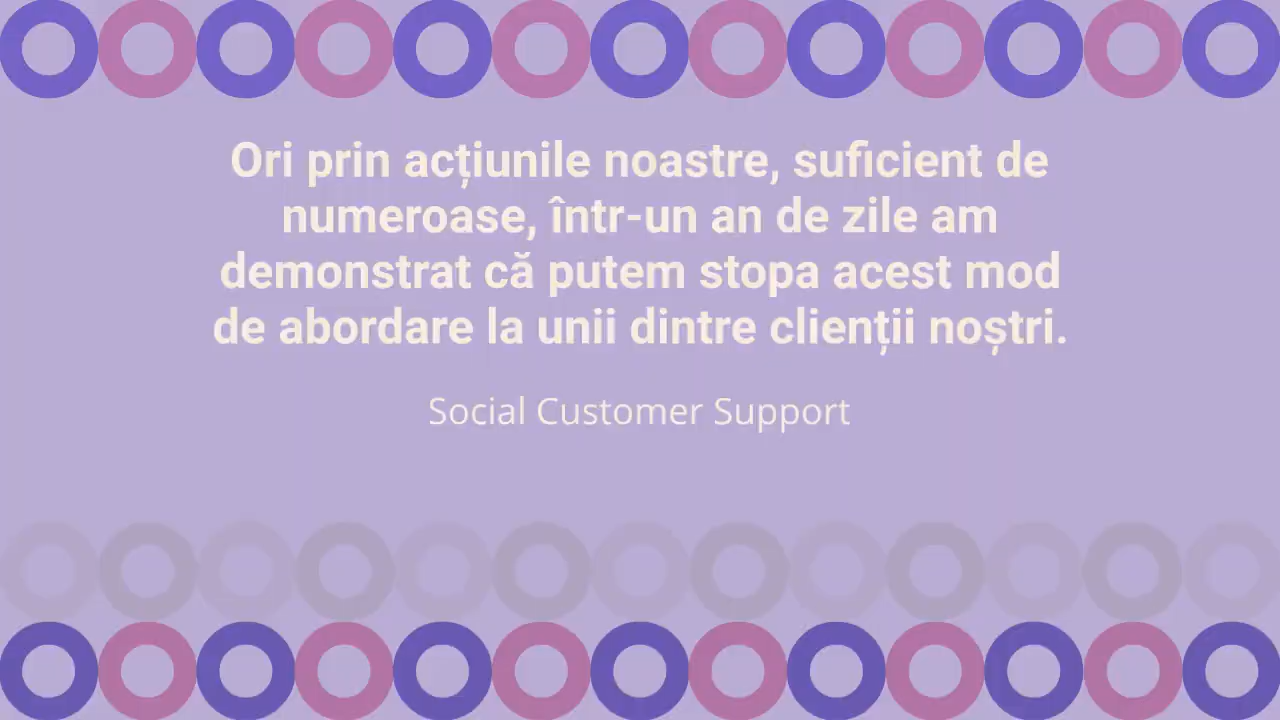 Ori prin acțiunile noastre, suficient de
numeroase, într-un an de zile am
demonstrat că putem stopa acest mod
de abordare la unii dintre clienții noștri.
Social Customer Support